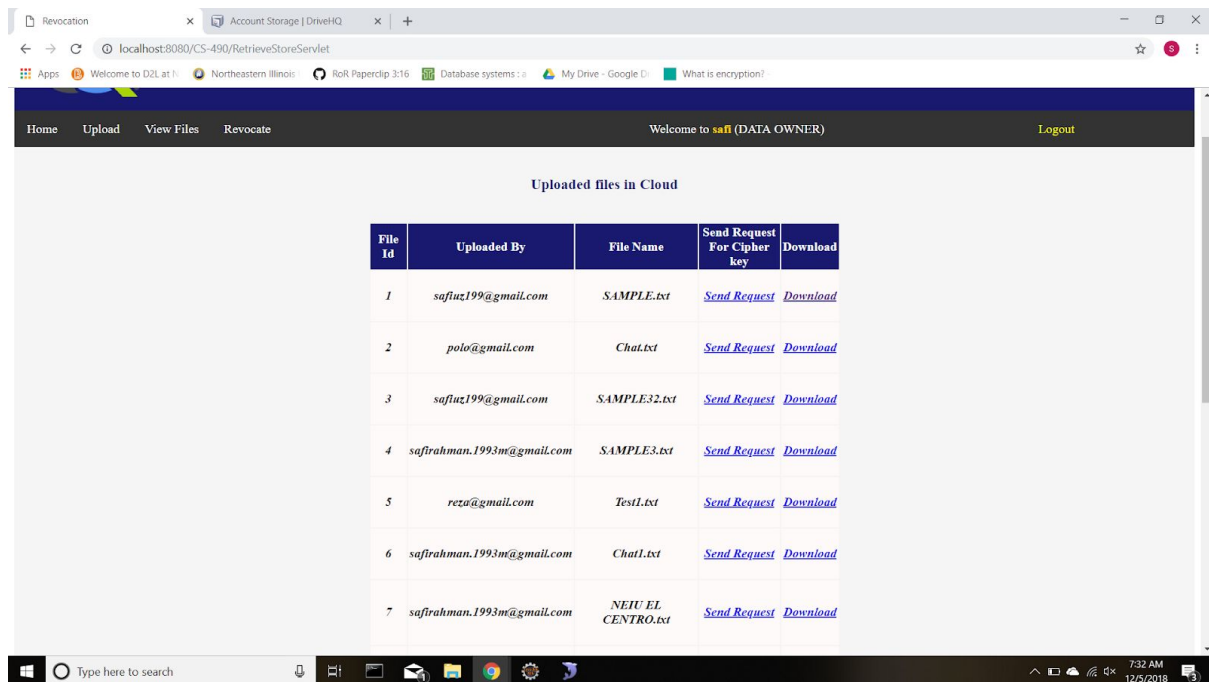 Revocation
Account Storage | DriveHQ
localhost:8080/CS-490/RetrieveStoreServlet
S
Apps Welcome to D2L at N Northeastern Illinois RoR Paperclip 3:16 Database systems : a My Drive - Google D What is encryption? -
Home Upload View Files Revocate Welcome to safi (DATA OWNER) Logout
Uploaded files in Cloud
File Id Uploaded By File Name Send Request For Cipher key Download
1 safiuz199@gmail.com SAMPLE.txt Send Request Download
2 polo@gmail.com Chat.txt Send Request Download
3 safiuz199@gmail.com SAMPLE32.txt Send Request Download
4 safirahman.1993m@gmail.com SAMPLE3.txt Send Request Download
5 reza@gmail.com Test1.txt Send Request Download
6 safirahman.1993m@gmail.com Chat1.txt Send Request Download
7 safirahman.1993m@gmail.com NEIU EL CENTRO.txt Send Request Download
Type here to search
7:32 AM
12/5/2018
3